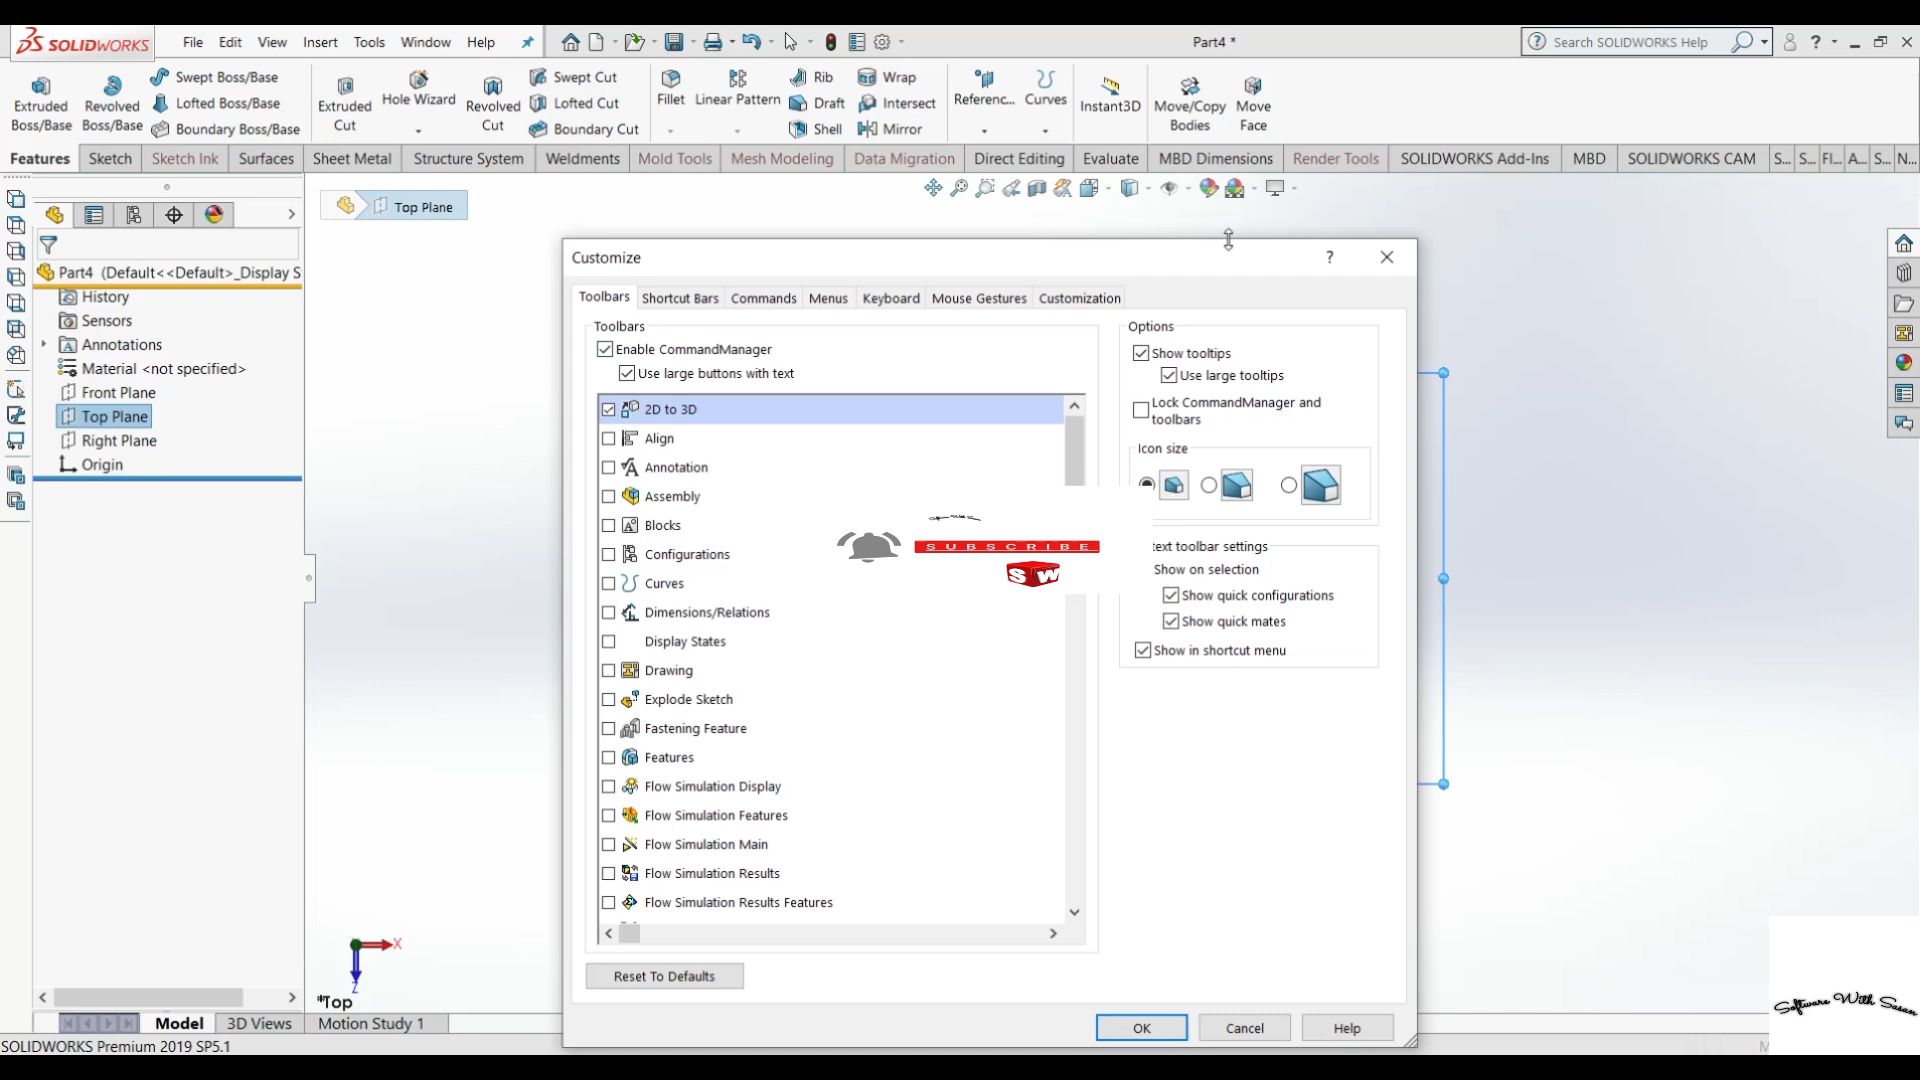 SOLIDWORKS File Edit View Insert Tools Window Help Part4 * Search SOLIDWORKS Help ?
Extruded Boss/Base
Revolved Boss/Base
Swept Boss/Base
Lofted Boss/Base
Boundary Boss/Base
Extruded Cut
Hole Wizard
Revolved Cut
Swept Cut
Lofted Cut
Boundary Cut
Fillet
Linear Pattern
Rib
Draft
Shell
Wrap
Intersect
Mirror
Referenc...
Curves
Instant3D
Move/Copy Bodies
Move Face
Features Sketch Sketch Ink Surfaces Sheet Metal Structure System Weldments Mold Tools Mesh Modeling Data Migration Direct Editing Evaluate MBD Dimensions Render Tools SOLIDWORKS Add-Ins MBD SOLIDWORKS CAM S... S... Fl... A... S... N...
Top Plane
Part4 (Default<<Default>_Display S
History
Sensors
Annotations
Material <not specified>
Front Plane
Top Plane
Right Plane
Origin
Customize ?
Toolbars Shortcut Bars Commands Menus Keyboard Mouse Gestures Customization
Toolbars
Enable CommandManager
Use large buttons with text
2D to 3D
Align
Annotation
Assembly
Blocks
Configurations
Curves
Dimensions/Relations
Display States
Drawing
Explode Sketch
Fastening Feature
Features
Flow Simulation Display
Flow Simulation Features
Flow Simulation Main
Flow Simulation Results
Flow Simulation Results Features
Reset To Defaults
Options
Show tooltips
Use large tooltips
Lock CommandManager and
toolbars
Icon size
SUBSCRIBE
SW
text toolbar settings
Show on selection
Show quick configurations
Show quick mates
Show in shortcut menu
OK Cancel Help
X
Z
*Top
Model 3D Views Motion Study 1
SOLIDWORKS Premium 2019 SP5.1
Software With Sasan